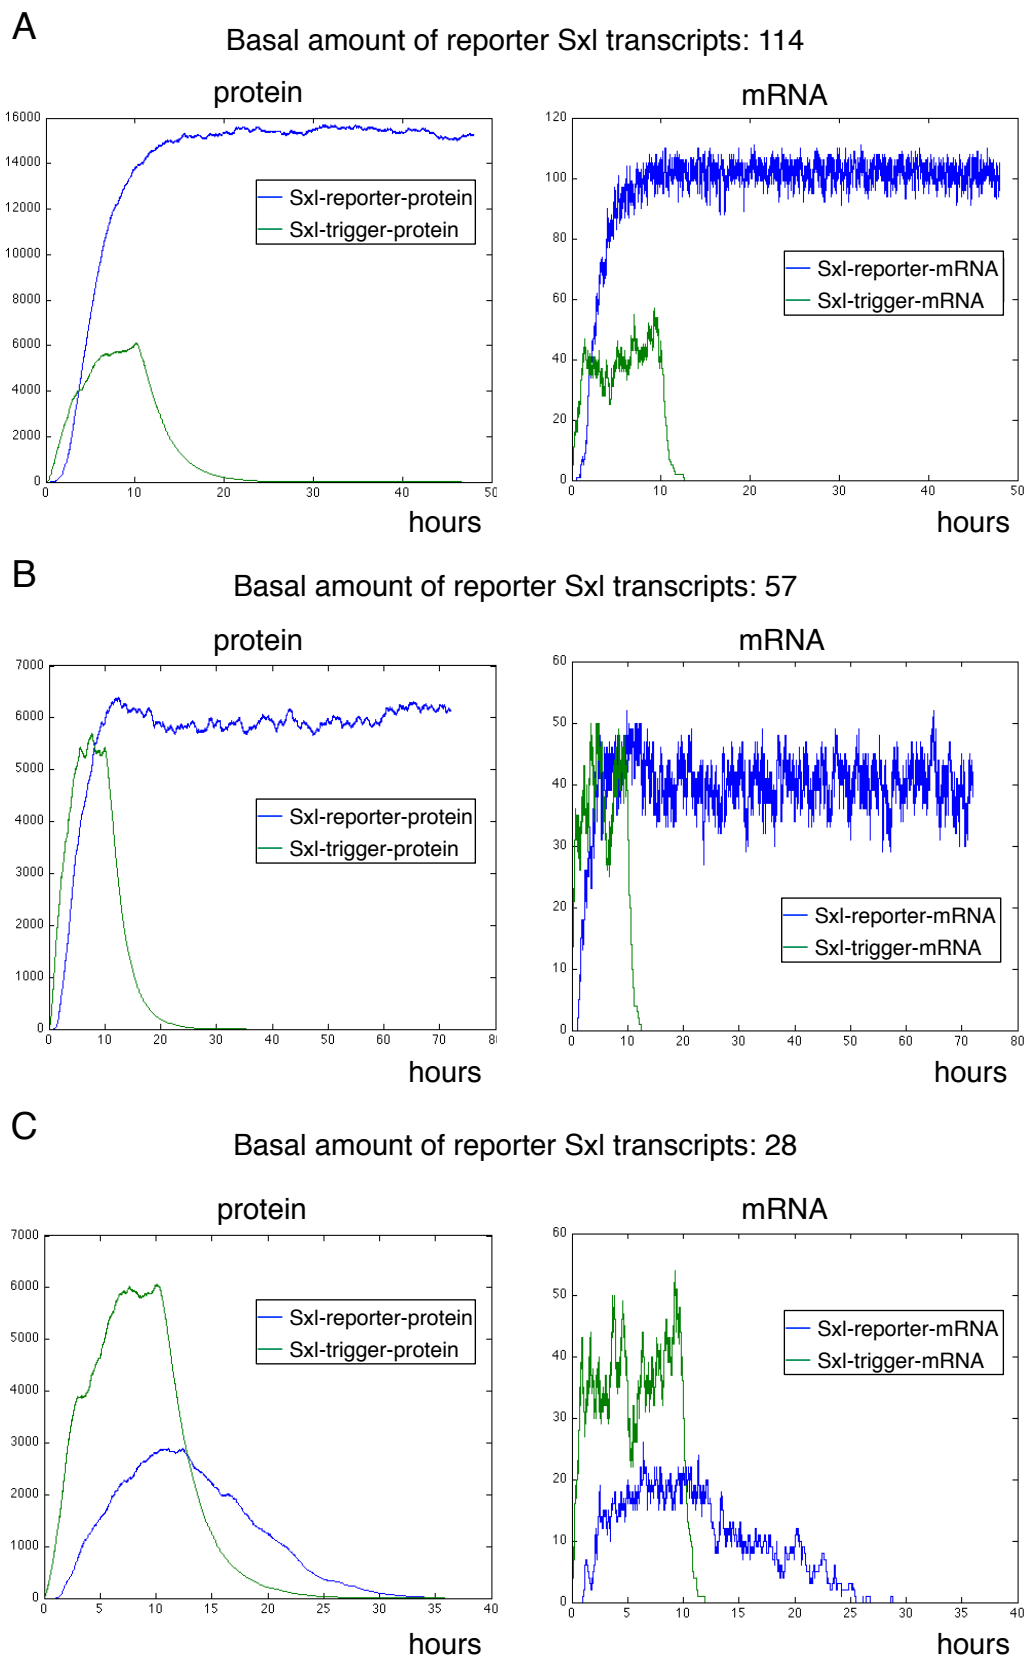 A
Basal amount of reporter Sxl transcripts: 114
protein
16000
14000
12000
10000
8000
6000
4000
2000
0
0 10 20 30 40 50
hours
Sxl-reporter-protein
Sxl-trigger-protein
mRNA
120
100
80
60
40
20
0
0 10 20 30 40 50
hours
Sxl-reporter-mRNA
Sxl-trigger-mRNA
B
Basal amount of reporter Sxl transcripts: 57
protein
7000
6000
5000
4000
3000
2000
1000
0
0 10 20 30 40 50 60 70
hours
Sxl-reporter-protein
Sxl-trigger-protein
mRNA
60
50
40
30
20
10
0
0 10 20 30 40 50 60 70 80
hours
Sxl-reporter-mRNA
Sxl-trigger-mRNA
C
Basal amount of reporter Sxl transcripts: 28
protein
7000
6000
5000
4000
3000
2000
1000
0
0 5 10 15 20 25 30 35 40
hours
Sxl-reporter-protein
Sxl-trigger-protein
mRNA
60
50
40
30
20
10
0
0 5 10 15 20 25 30 35 40
hours
Sxl-reporter-mRNA
Sxl-trigger-mRNA